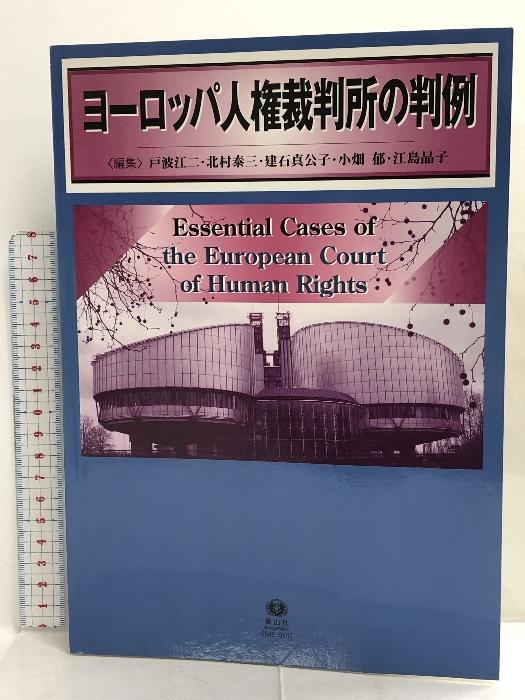 ヨーロッパ人権裁判所の判例
〈編集〉戸波江二・北村泰三・建石真公子・小畑 郁・江島晶子
Essential Cases of
the European Court
of Human Rights
信山社